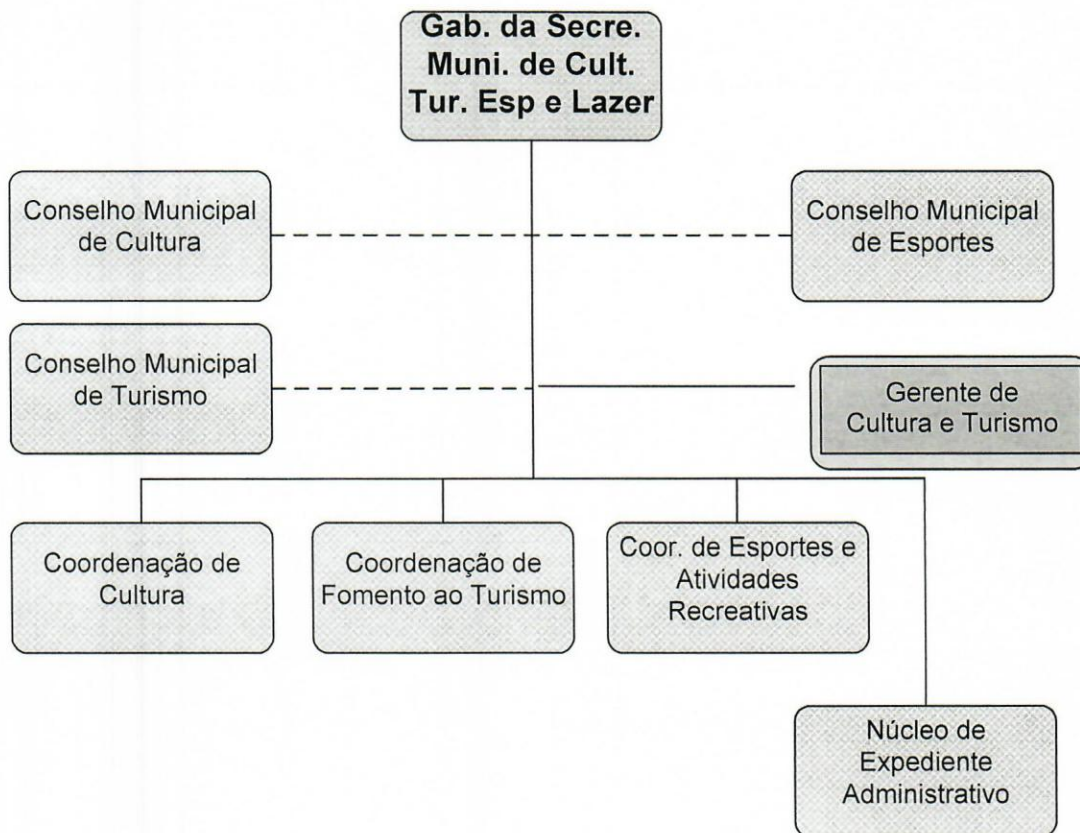 Gab. da Secre.
Muni. de Cult.
Tur. Esp e Lazer
Conselho Municipal
de Cultura
Conselho Municipal
de Esportes
Conselho Municipal
de Turismo
Gerente de
Cultura e Turismo
Coordenação de
Cultura
Coordenação de
Fomento ao Turismo
Coor. de Esportes e
Atividades
Recreativas
Núcleo de
Expediente
Administrativo